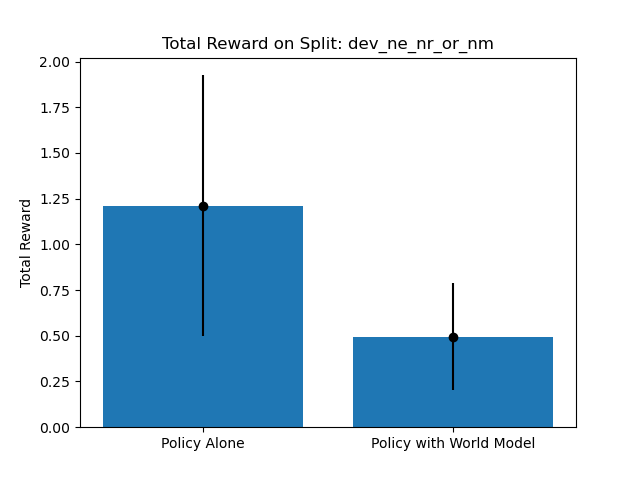 Total Reward on Split: dev_ne_nr_or_nm
2.00
1.75
1.50
1.25
1.00
0.75
0.50
0.25
0.00
Total Reward
Policy Alone
Policy with World Model